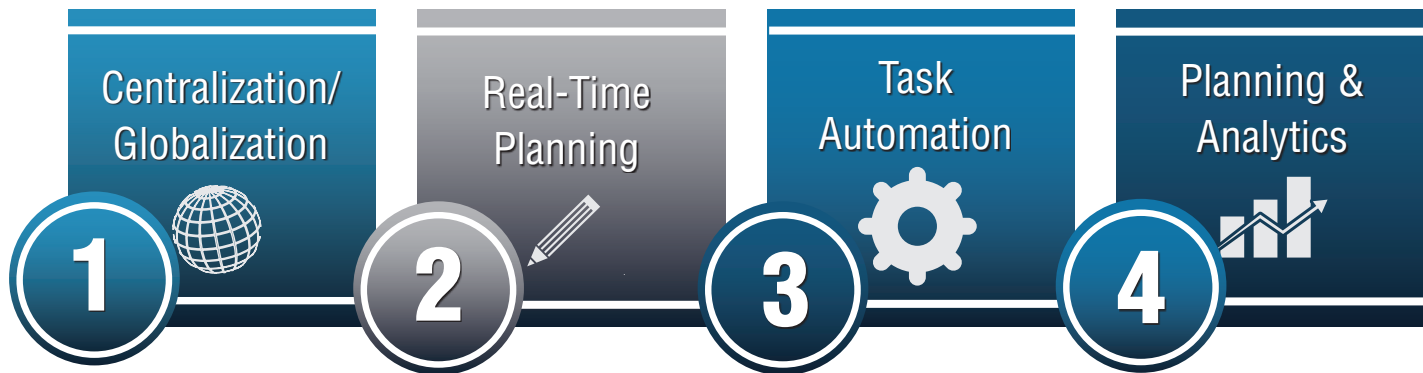 Centralization/
Globalization
1
Real-Time
Planning
2
Task
Automation
3
Planning &
Analytics
4